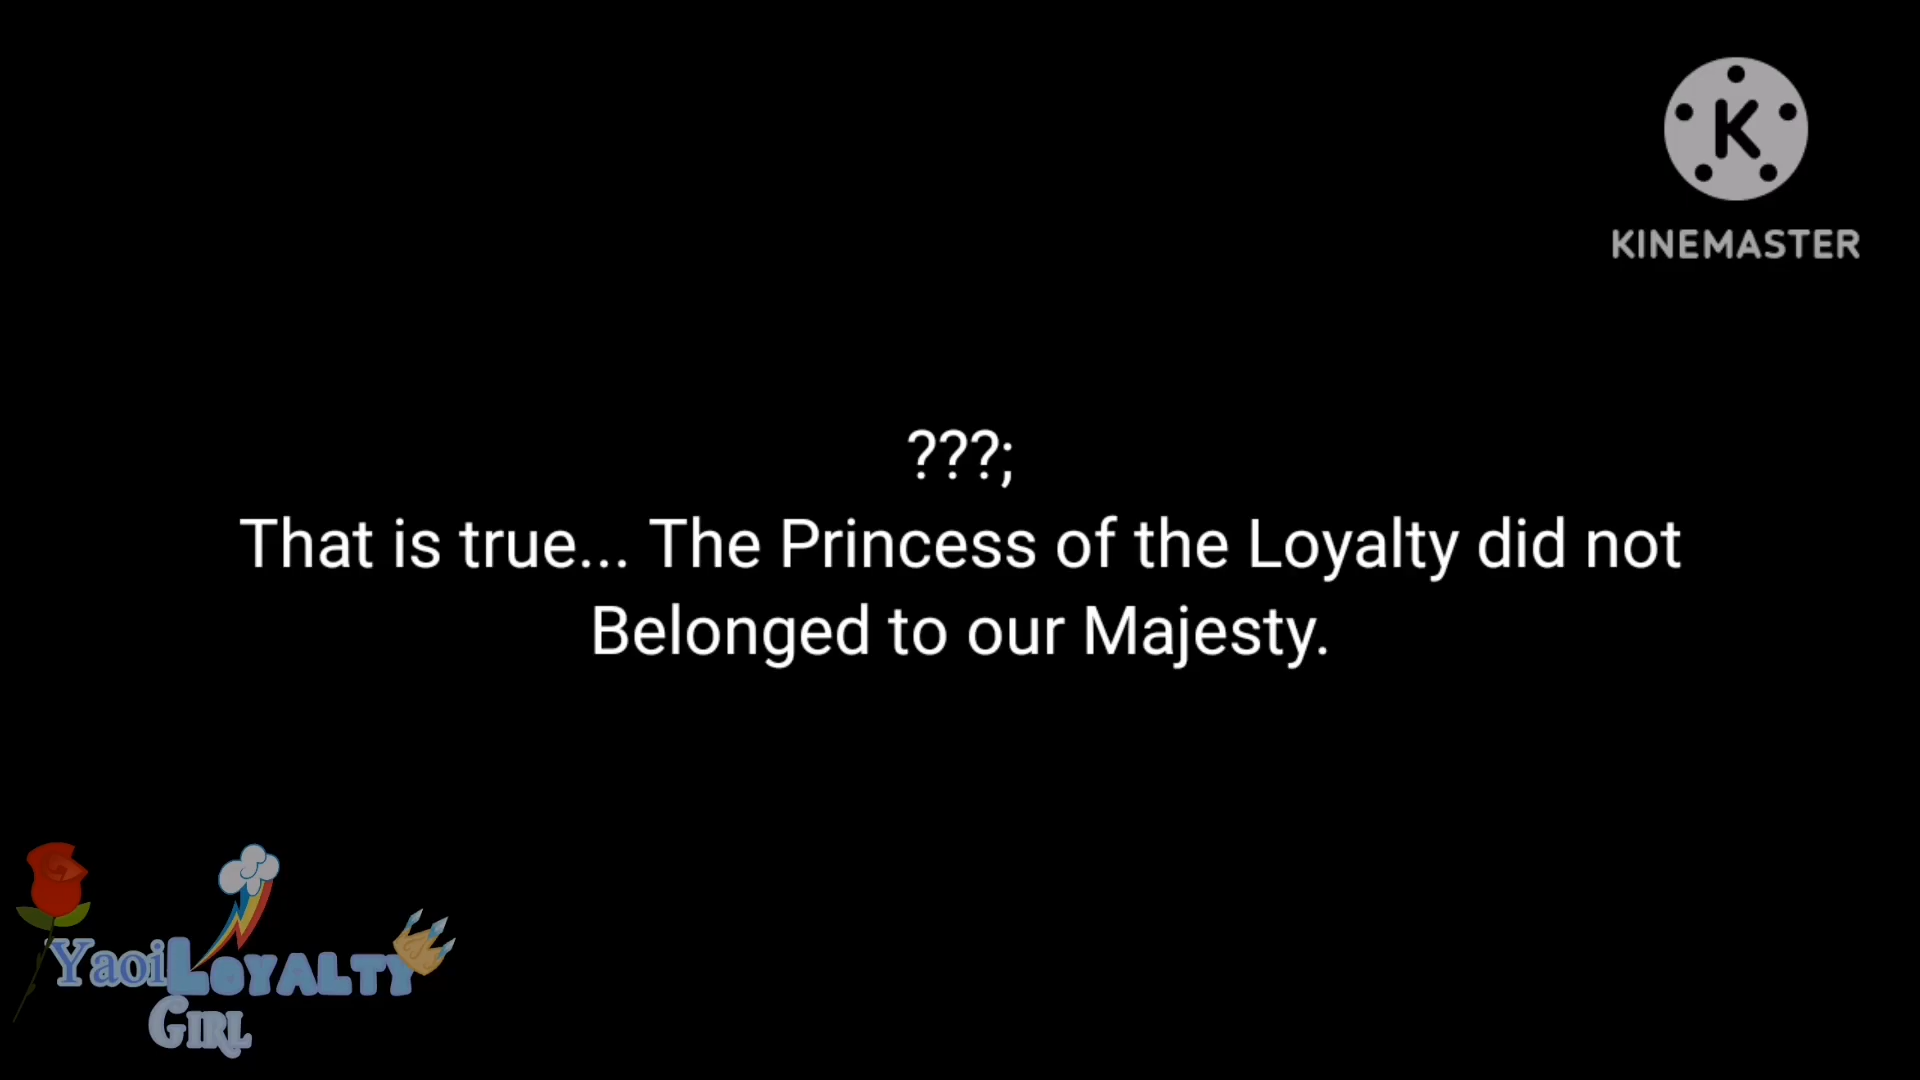 K
KINEMASTER
???;
That is true... The Princess of the Loyalty did not
Belonged to our Majesty.
Yaoi LOYALTY
GIRL